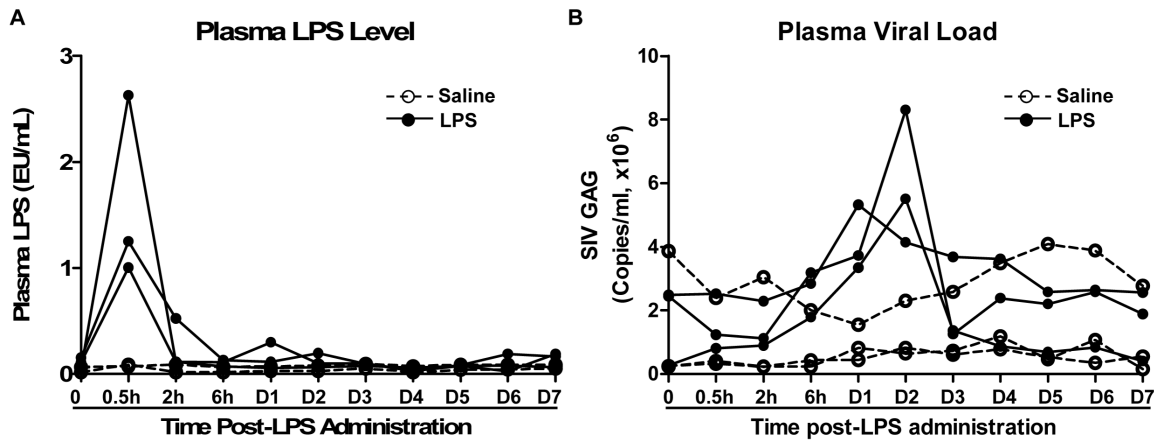 A
Plasma LPS Level
Plasma LPS (EU/mL)
3
2
1
0
Saline
LPS
0 0.5h 2h 6h D1 D2 D3 D4 D5 D6 D7
Time Post-LPS Administration
B
Plasma Viral Load
SIV GAG
(Copies/ml, x10⁶)
10
8
6
4
2
0
Saline
LPS
0 0.5h 2h 6h D1 D2 D3 D4 D5 D6 D7
Time post-LPS administration